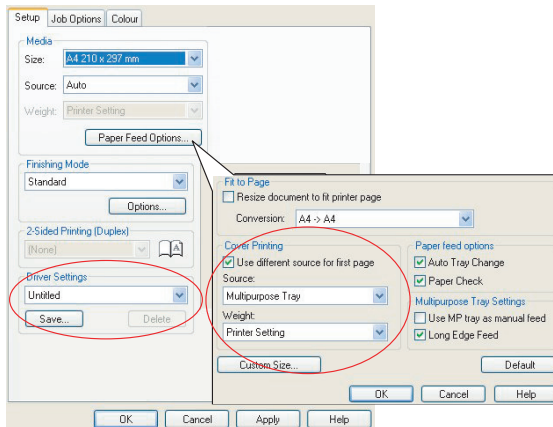 Setup Job Options Colour
Media
Size: A4 210 x 297 mm
Source: Auto
Weight: Printer Setting
Paper Feed Options...
Finishing Mode
Standard
Options...
2-Sided Printing (Duplex)
(None)
Driver Settings
Untitled
Save... Delete
OK Cancel Apply Help
Fit to Page
Resize document to fit printer page
Conversion: A4 -> A4
Cover Printing
Use different source for first page
Source:
Multipurpose Tray
Weight:
Printer Setting
Custom Size...
Paper feed options
Auto Tray Change
Paper Check
Multipurpose Tray Settings
Use MP tray as manual feed
Long Edge Feed
Default
OK Cancel Help